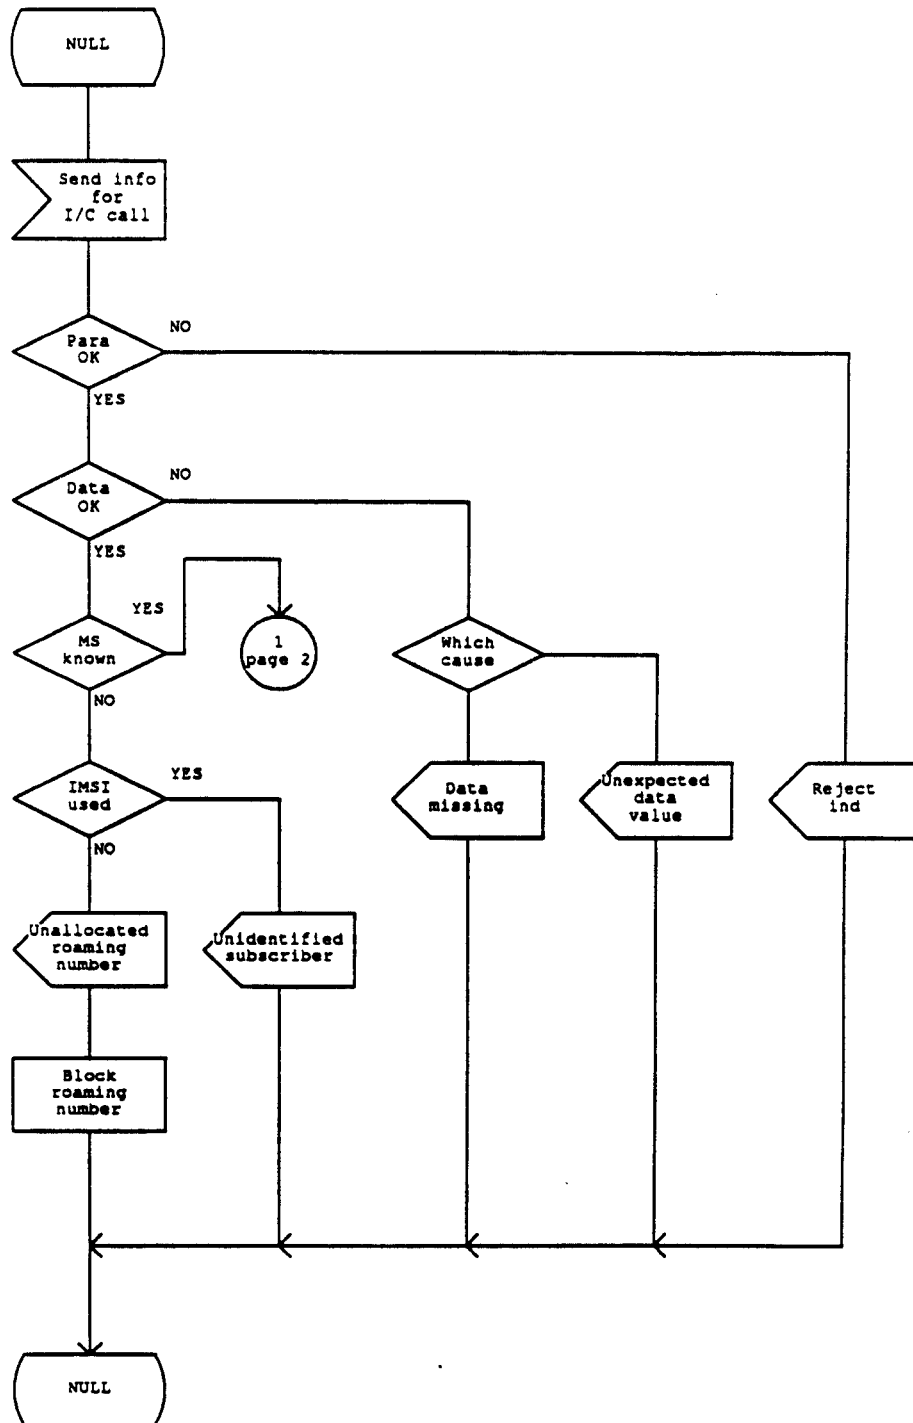 NULL
Send info
for
I/C call
NO
Para
OK
YES
NO
Data
OK
YES
YES
MS
known
1
page 2
Which
cause
NO
IMSI
used
YES
Data
missing
Unexpected
data
value
Reject
ind
NO
Unallocated
roaming
number
Unidentified
subscriber
Block
roaming
number
NULL